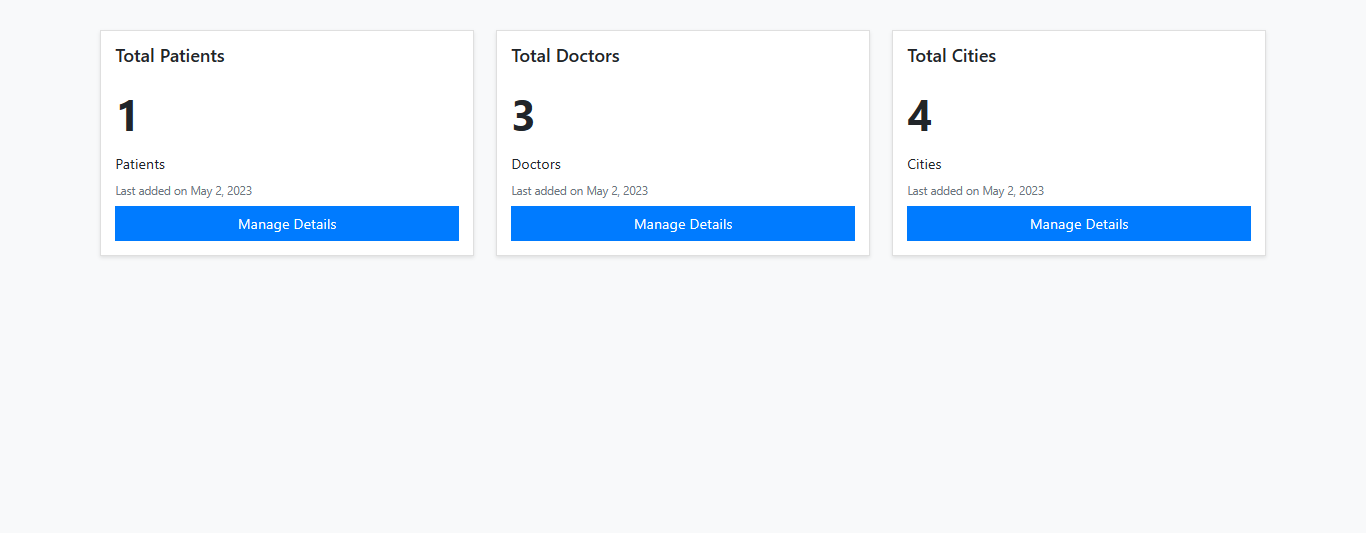 Total Patients
1
Patients
Last added on May 2, 2023
Manage Details
Total Doctors
3
Doctors
Last added on May 2, 2023
Manage Details
Total Cities
4
Cities
Last added on May 2, 2023
Manage Details